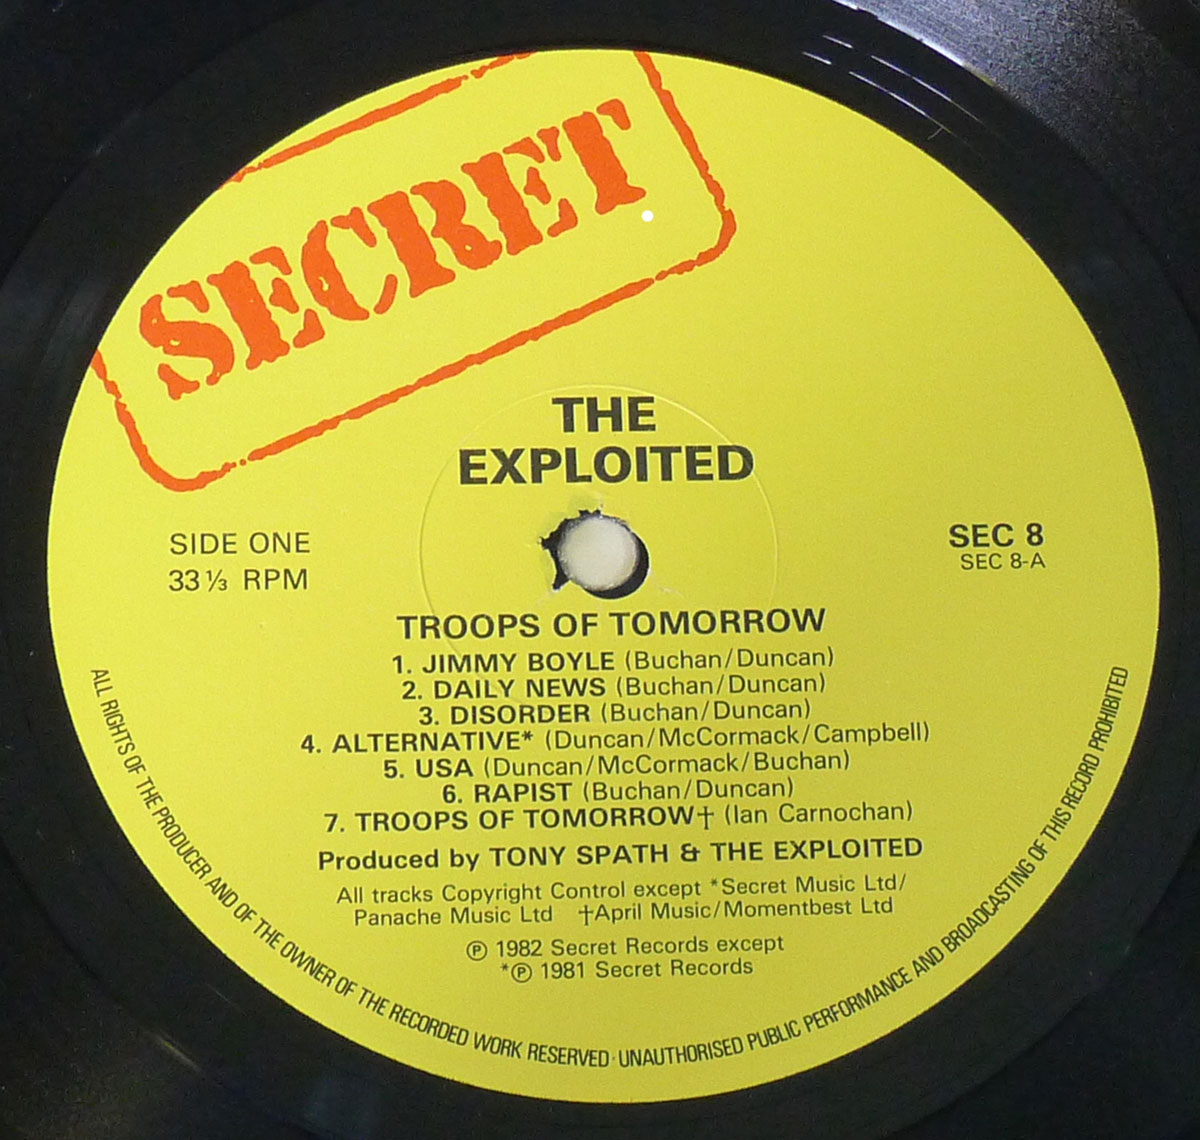 SECRET
THE
EXPLOITED
SIDE ONE
33 ⅓ RPM
SEC 8
SEC 8-A
TROOPS OF TOMORROW
1. JIMMY BOYLE (Buchan/Duncan)
2. DAILY NEWS (Buchan/Duncan)
3. DISORDER (Buchan/Duncan)
4. ALTERNATIVE* (Duncan/McCormack/Campbell)
5. USA (Duncan/McCormack/Buchan)
6. RAPIST (Buchan/Duncan)
7. TROOPS OF TOMORROW† (Ian Carnochan)
Produced by TONY SPATH & THE EXPLOITED
All tracks Copyright Control except *Secret Music Ltd/
Panache Music Ltd †April Music/Momentbest Ltd
℗ 1982 Secret Records except
*℗ 1981 Secret Records
ALL RIGHTS OF THE PRODUCER AND OF THE OWNER OF THE RECORDED WORK RESERVED · UNAUTHORISED PUBLIC PERFORMANCE AND BROADCASTING OF THIS RECORD PROHIBITED